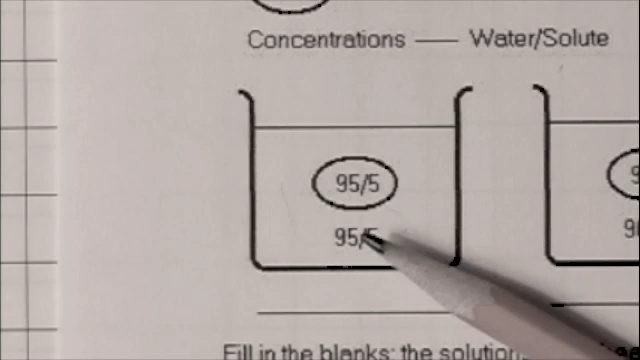 Concentrations — Water/Solute
95/5
95/5
Fill in the blanks: the solution